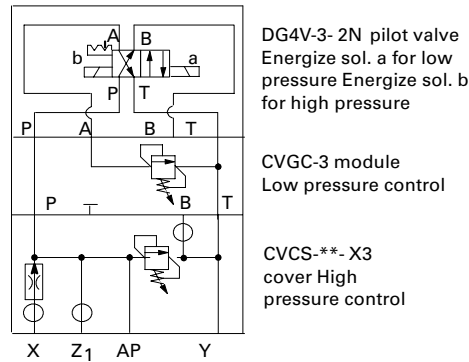 A B
b a
P T
P A B T
P B T
X Z1 AP Y
DG4V-3- 2N pilot valve
Energize sol. a for low
pressure Energize sol. b
for high pressure
CVGC-3 module
Low pressure control
CVCS-**- X3
cover High
pressure control